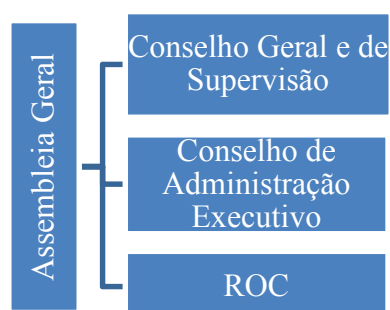 Assembleia Geral
Conselho Geral e de
Supervisão
Conselho de
Administração
Executivo
ROC